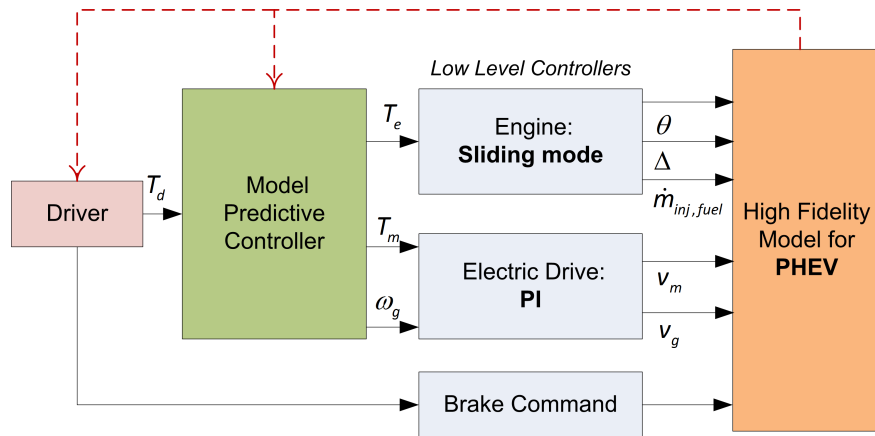 Low Level Controllers
T_e
Engine:
Sliding mode
θ
Δ
ṁ_inj,fuel
T_d
Driver
Model
Predictive
Controller
T_m
ω_g
Electric Drive:
PI
v_m
v_g
High Fidelity
Model for
PHEV
Brake Command